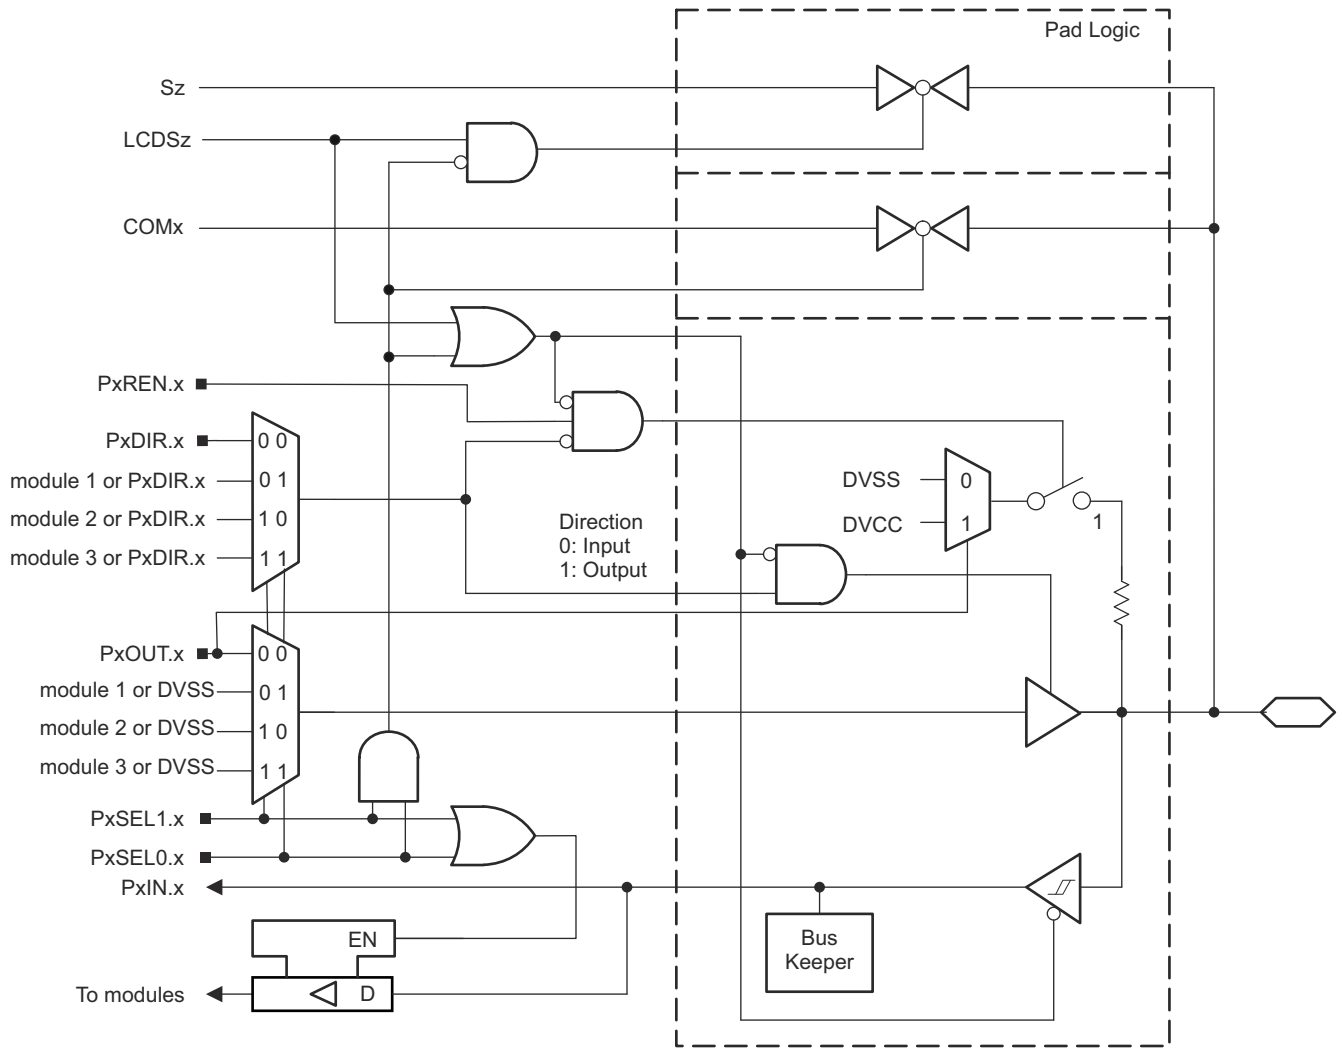 Pad Logic
Sz
LCDSz
COMx
PxREN.x
PxDIR.x
0 0
module 1 or PxDIR.x
0 1
module 2 or PxDIR.x
1 0
module 3 or PxDIR.x
1 1
Direction
0: Input
1: Output
DVSS
0
DVCC
1
1
PxOUT.x
0 0
module 1 or DVSS
0 1
module 2 or DVSS
1 0
module 3 or DVSS
1 1
PxSEL1.x
PxSEL0.x
PxIN.x
Bus
Keeper
EN
D
To modules